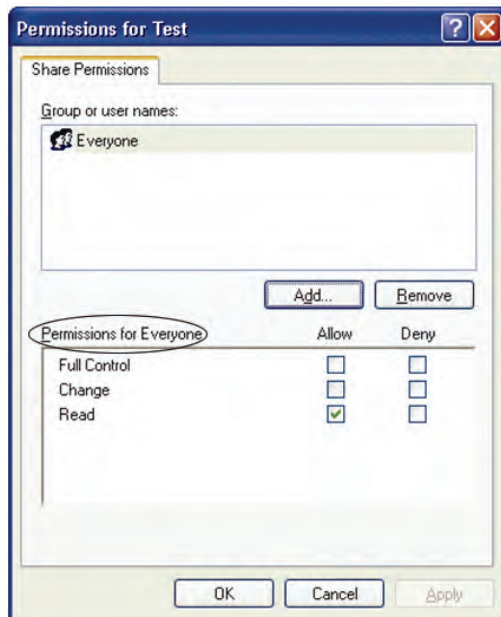 Permissions for Test
Share Permissions
Group or user names:
Everyone
Add... Remove
Permissions for Everyone Allow Deny
Full Control
Change
Read
OK Cancel Apply